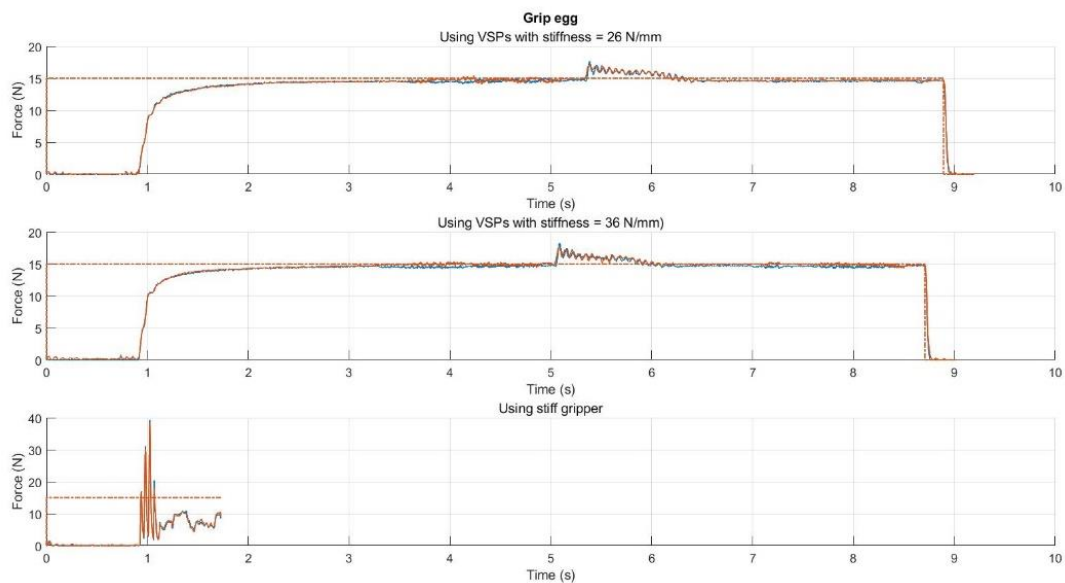 Grip egg
Using VSPs with stiffness = 26 N/mm
20
15
10
5
0
Force (N)
0 1 2 3 4 5 6 7 8 9 10
Time (s)
Using VSPs with stiffness = 36 N/mm)
20
15
10
5
0
Force (N)
0 1 2 3 4 5 6 7 8 9 10
Time (s)
Using stiff gripper
40
30
20
10
0
Force (N)
0 1 2 3 4 5 6 7 8 9 10
Time (s)